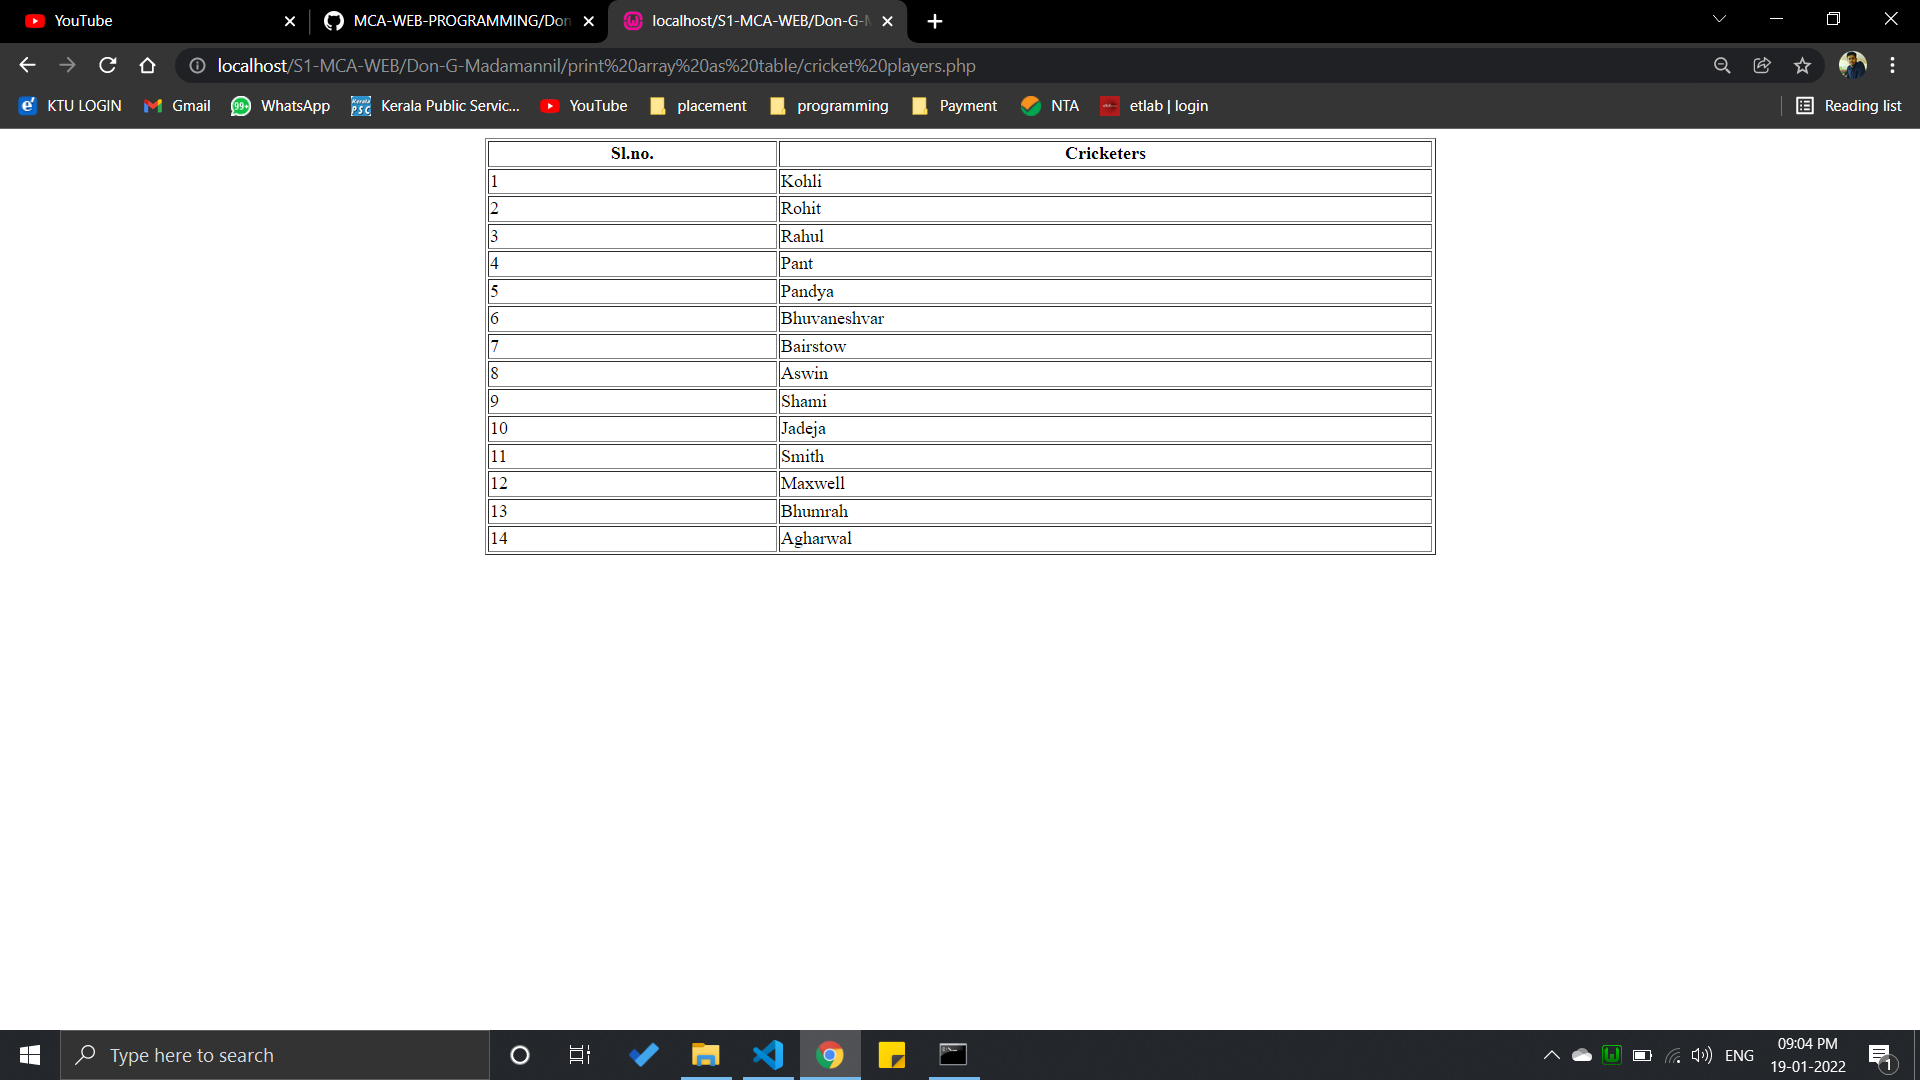 YouTube
MCA-WEB-PROGRAMMING/Don
localhost/S1-MCA-WEB/Don-G-M
localhost/S1-MCA-WEB/Don-G-Madamannil/print%20array%20as%20table/cricket%20players.php
KTU LOGIN Gmail 99+ WhatsApp Kerala PSC Kerala Public Servic... YouTube placement programming Payment NTA etlab | login Reading list
Sl.no. Cricketers
1 Kohli
2 Rohit
3 Rahul
4 Pant
5 Pandya
6 Bhuvaneshvar
7 Bairstow
8 Aswin
9 Shami
10 Jadeja
11 Smith
12 Maxwell
13 Bhumrah
14 Agharwal
Type here to search
ENG
09:04 PM
19-01-2022
1